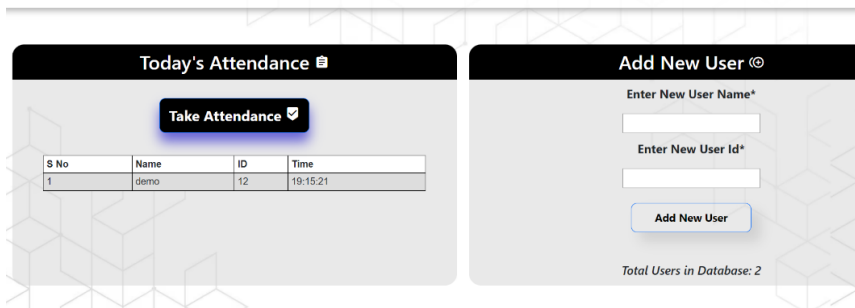 Today's Attendance
Take Attendance
S No Name ID Time
1 demo 12 19:15:21
Add New User
Enter New User Name*
Enter New User Id*
Add New User
Total Users in Database: 2